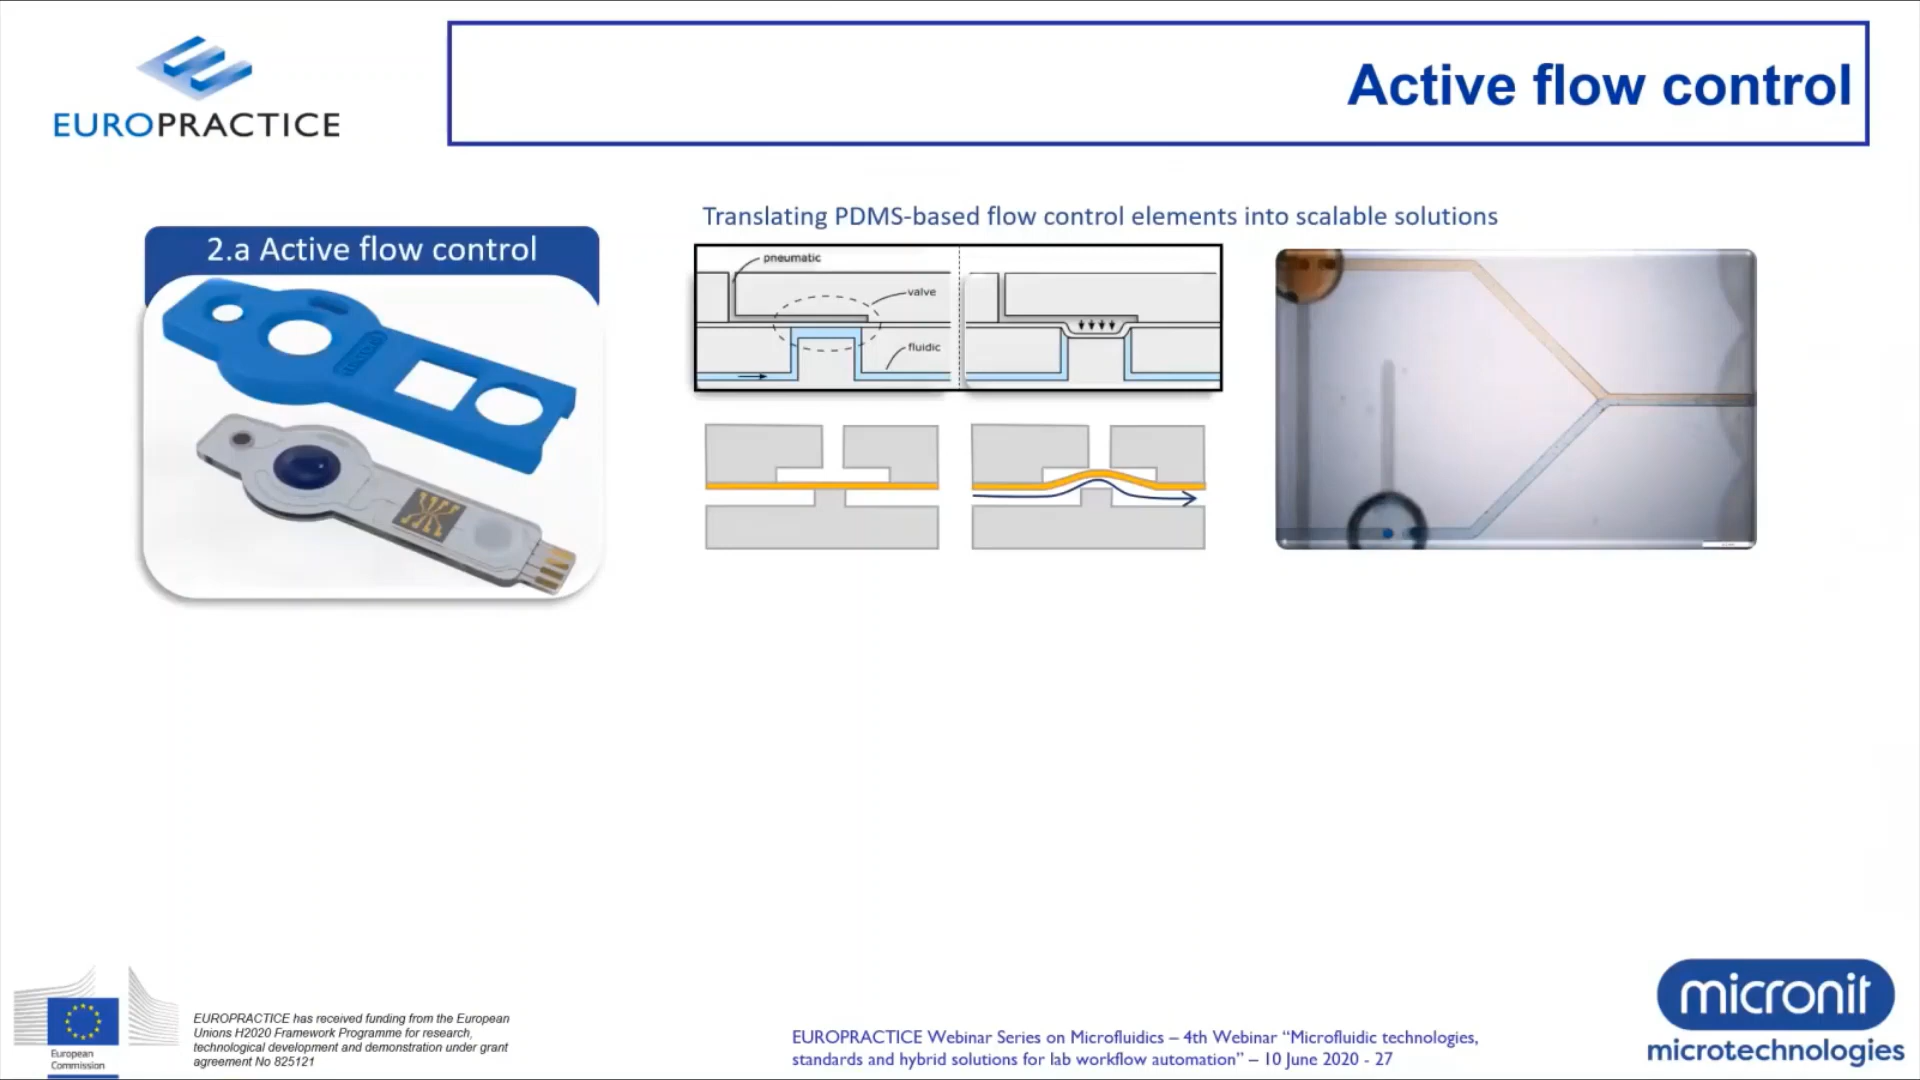 EUROPRACTICE
Active flow control
2.a Active flow control
Translating PDMS-based flow control elements into scalable solutions
pneumatic
valve
fluidic
European
Commission
EUROPRACTICE has received funding from the European
Unions H2020 Framework Programme for research,
technological development and demonstration under grant
agreement No 825121
EUROPRACTICE Webinar Series on Microfluidics – 4th Webinar “Microfluidic technologies,
standards and hybrid solutions for lab workflow automation” – 10 June 2020 - 27
micronit
microtechnologies